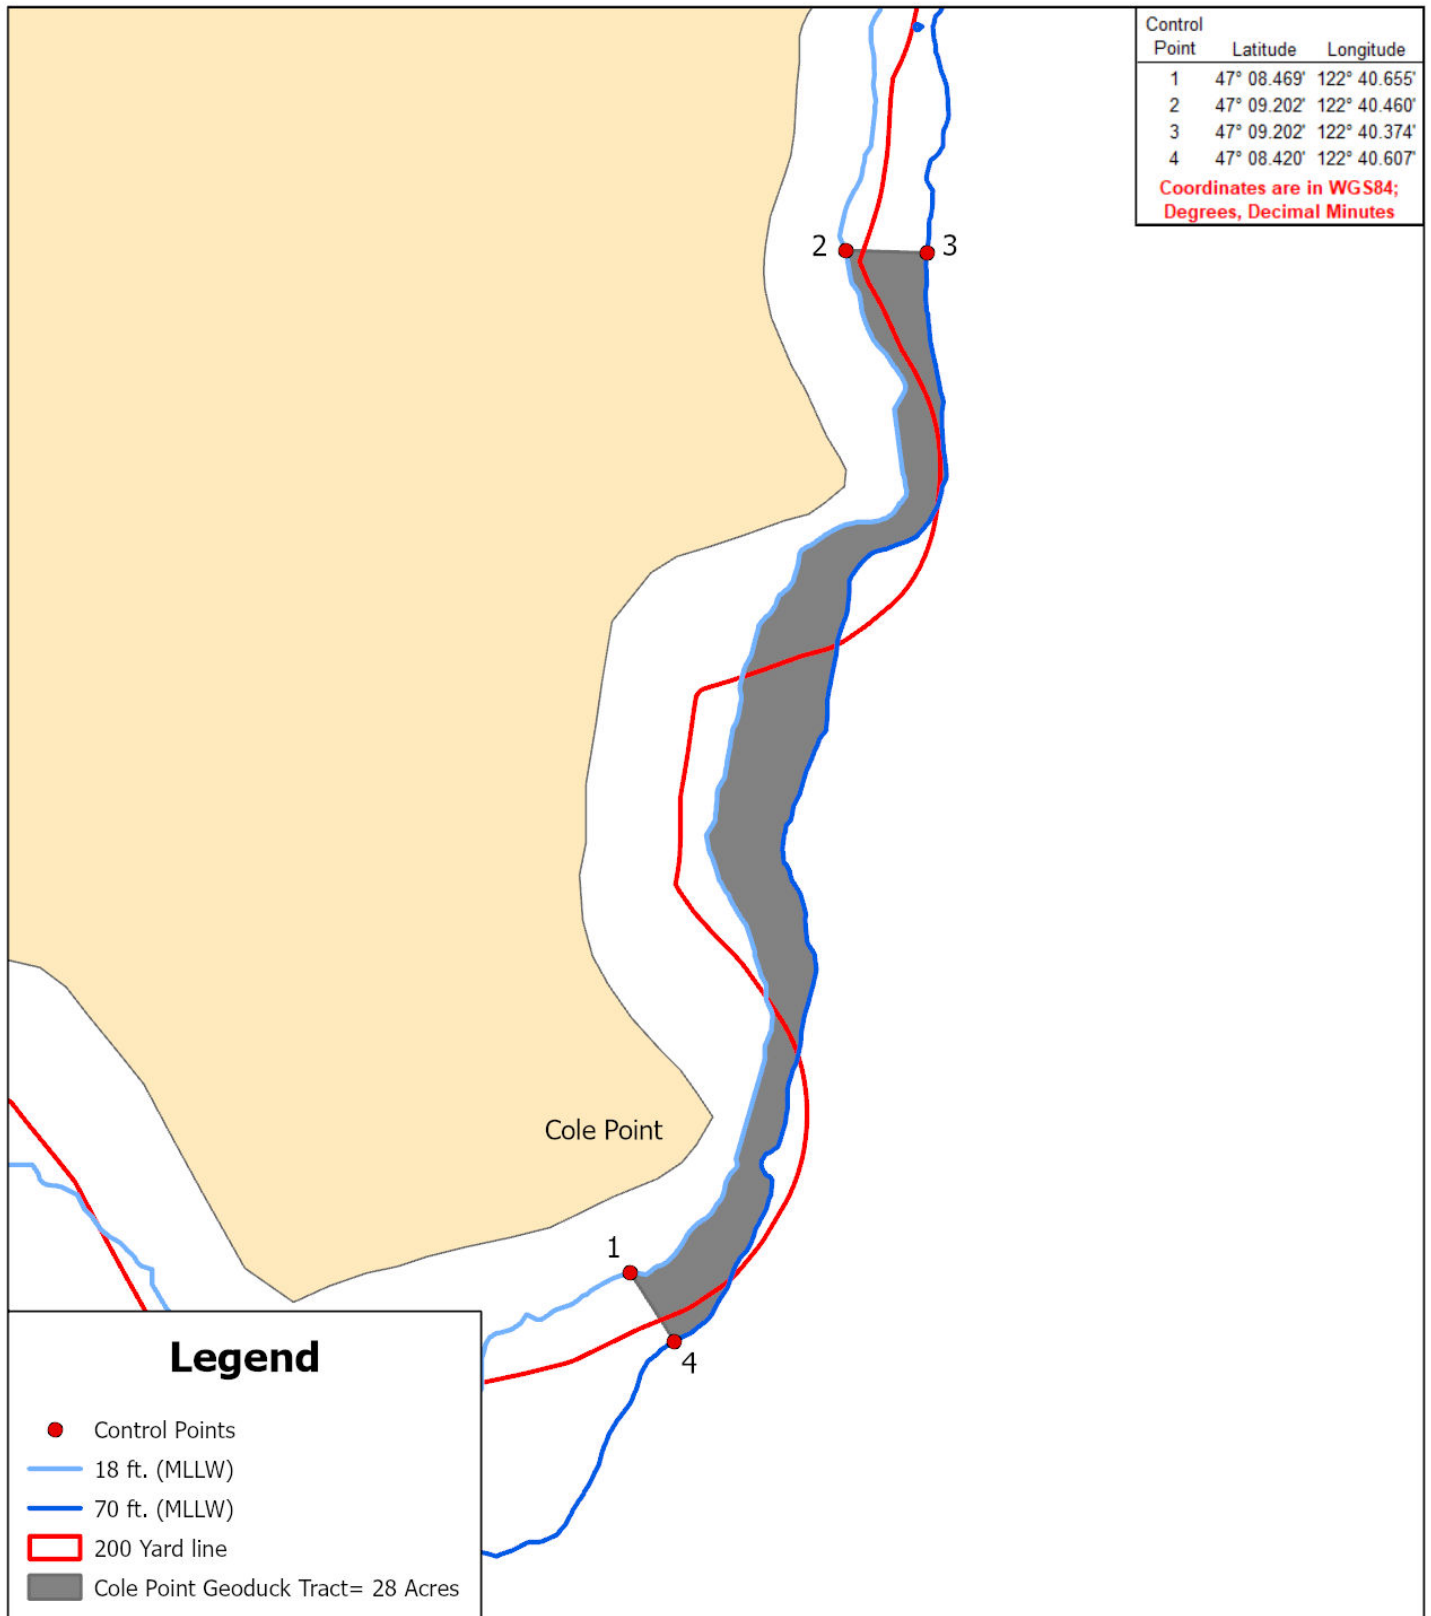 Control
Point Latitude Longitude
1 47° 08.469' 122° 40.655'
2 47° 09.202' 122° 40.460'
3 47° 09.202' 122° 40.374'
4 47° 08.420' 122° 40.607'
Coordinates are in WGS84;
Degrees, Decimal Minutes
2 3
Cole Point
1
4
Legend
Control Points
18 ft. (MLLW)
70 ft. (MLLW)
200 Yard line
Cole Point Geoduck Tract= 28 Acres